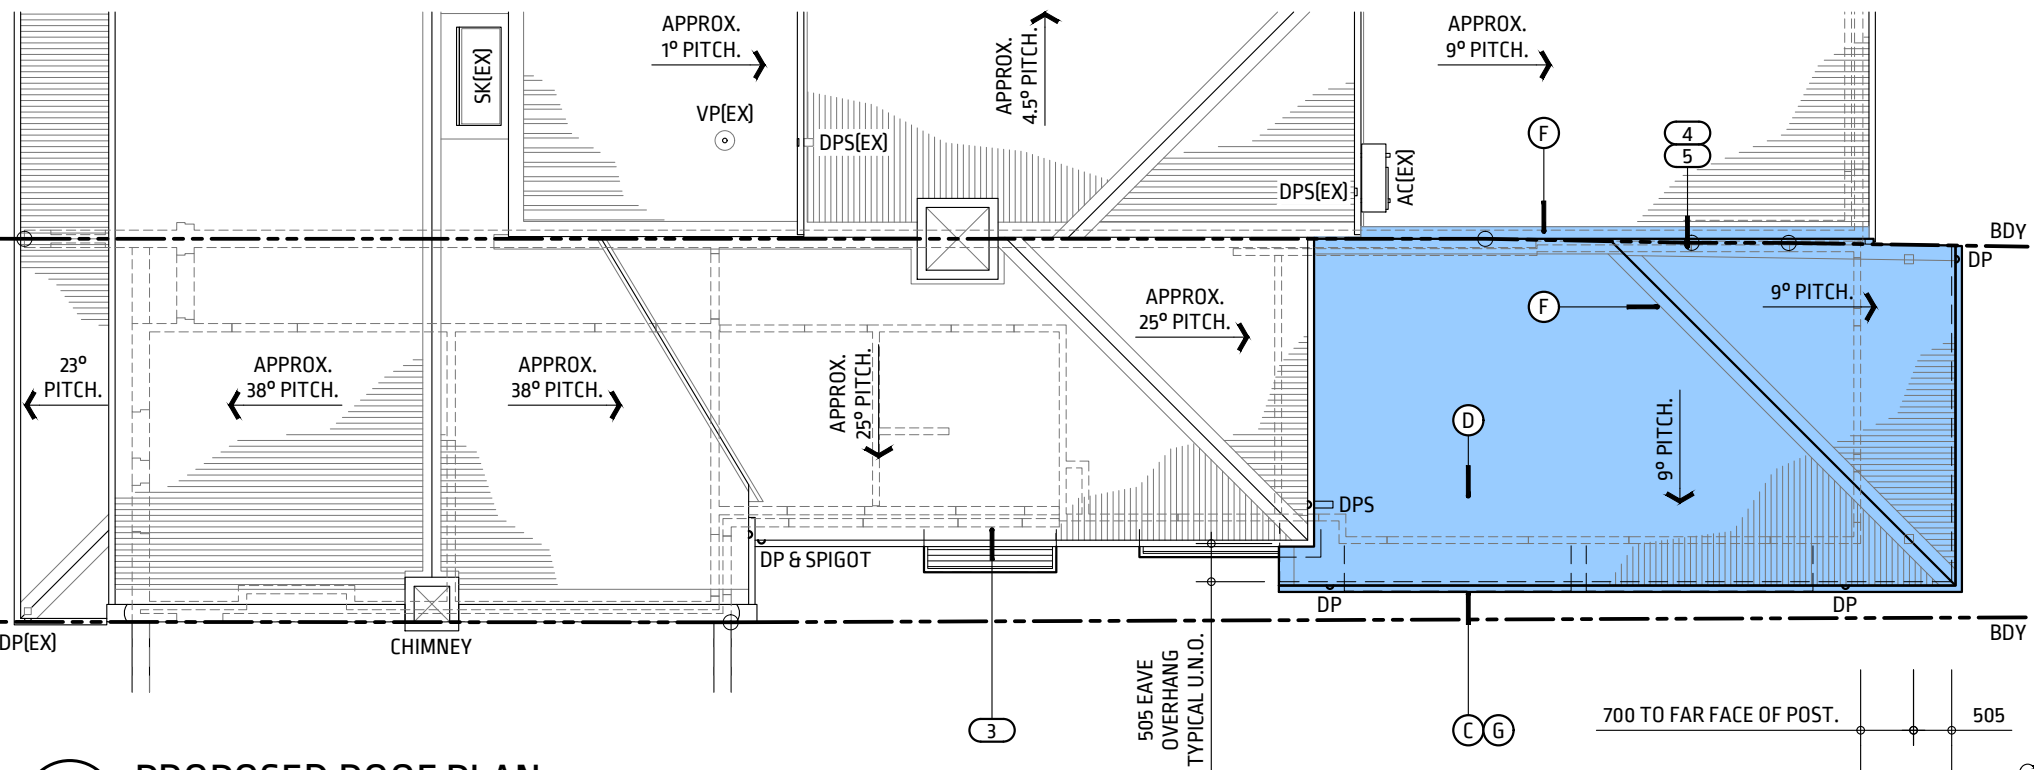 APPROX.
1° PITCH.
APPROX.
4.5° PITCH.
APPROX.
9° PITCH.
SK(EX)
VP(EX)
DPS(EX)
F
4
5
DPS(EX)
AC(EX)
BDY
DP
F
9° PITCH.
APPROX.
25° PITCH.
23°
PITCH.
APPROX.
38° PITCH.
APPROX.
38° PITCH.
APPROX.
25° PITCH.
D
9° PITCH.
DPS
DP & SPIGOT
DP
DP
DP(EX)
CHIMNEY
BDY
505 EAVE
OVERHANG
TYPICAL U.N.O.
3
C
G
700 TO FAR FACE OF POST.
505
PROPOSED ROOF PLAN